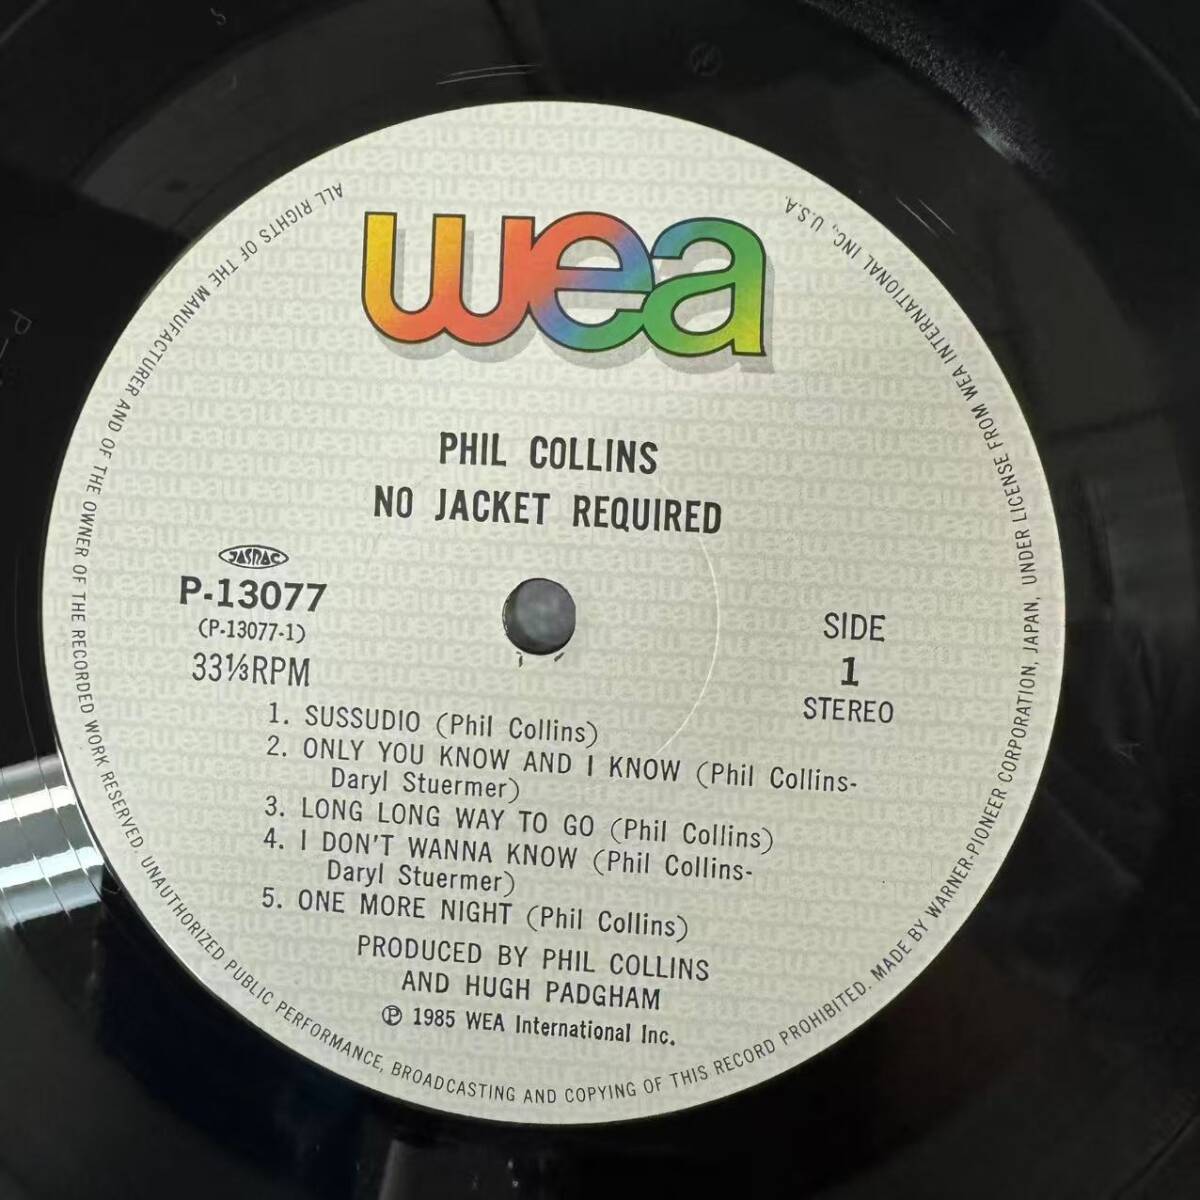 wea
PHIL COLLINS
NO JACKET REQUIRED
JASRAC
P-13077
(P-13077-1)
33⅓RPM
SIDE
1
STEREO
1. SUSSUDIO (Phil Collins)
2. ONLY YOU KNOW AND I KNOW (Phil Collins-
Daryl Stuermer)
3. LONG LONG WAY TO GO (Phil Collins)
4. I DON'T WANNA KNOW (Phil Collins-
Daryl Stuermer)
5. ONE MORE NIGHT (Phil Collins)
PRODUCED BY PHIL COLLINS
AND HUGH PADGHAM
℗ 1985 WEA International Inc.
ALL RIGHTS OF THE MANUFACTURER AND OF THE OWNER OF THE RECORDED WORK RESERVED. UNAUTHORIZED PUBLIC PERFORMANCE, BROADCASTING AND COPYING OF THIS RECORD PROHIBITED. MADE BY WARNER-PIONEER CORPORATION, JAPAN, UNDER LICENSE FROM WEA INTERNATIONAL INC., U.S.A.